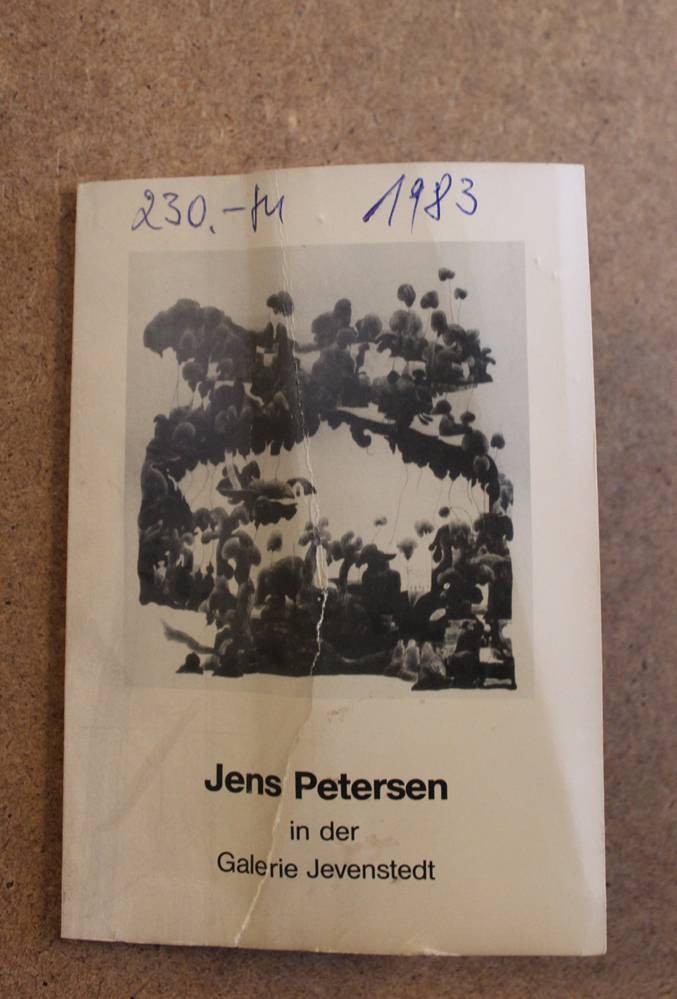 230.- 1983
Jens Petersen
in der
Galerie Jevenstedt